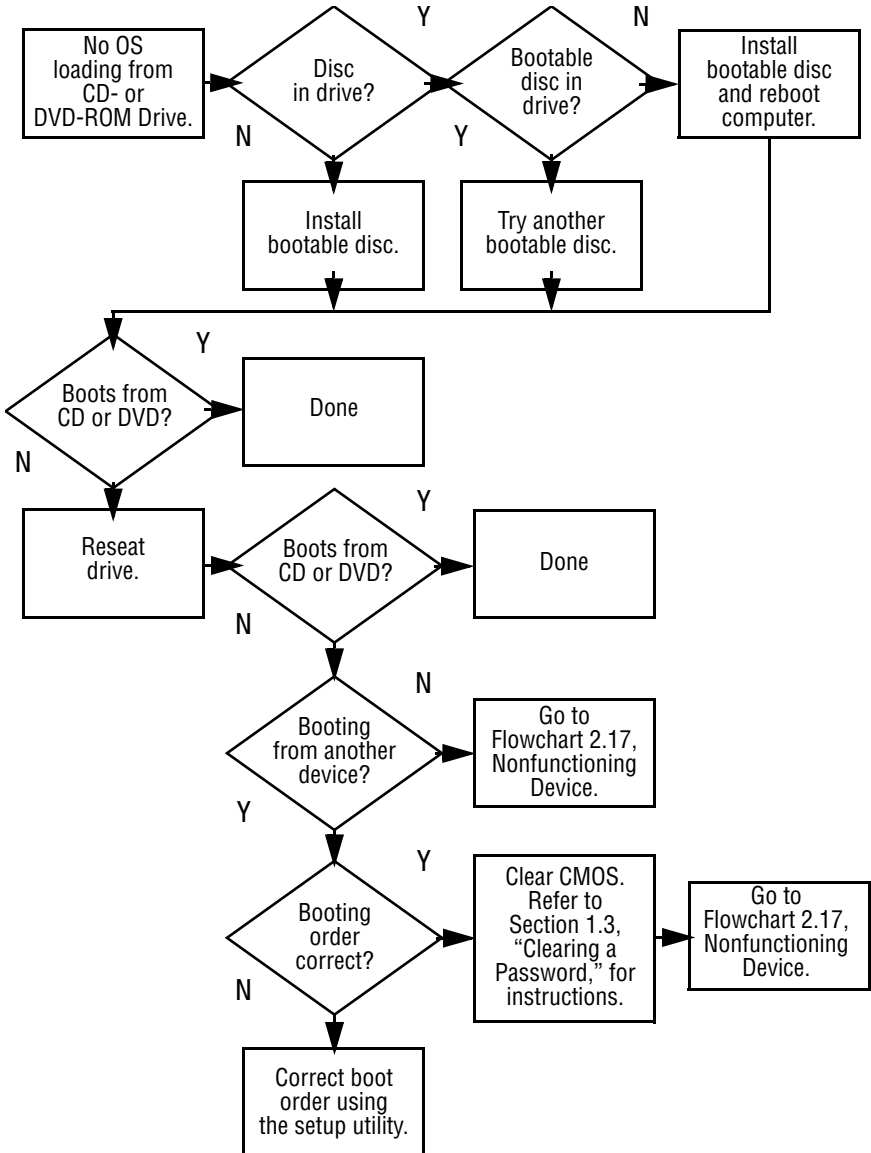 No OS
loading from
CD- or
DVD-ROM Drive.
Disc
in drive?
Y
N
Bootable
disc in
drive?
N
Y
Install
bootable disc
and reboot
computer.
Install
bootable disc.
Try another
bootable disc.
Boots from
CD or DVD?
Y
N
Done
Reseat
drive.
Boots from
CD or DVD?
Y
N
Done
Booting
from another
device?
N
Y
Go to
Flowchart 2.17,
Nonfunctioning
Device.
Booting
order
correct?
Y
N
Clear CMOS.
Refer to
Section 1.3,
“Clearing a
Password,” for
instructions.
Go to
Flowchart 2.17,
Nonfunctioning
Device.
Correct boot
order using
the setup utility.